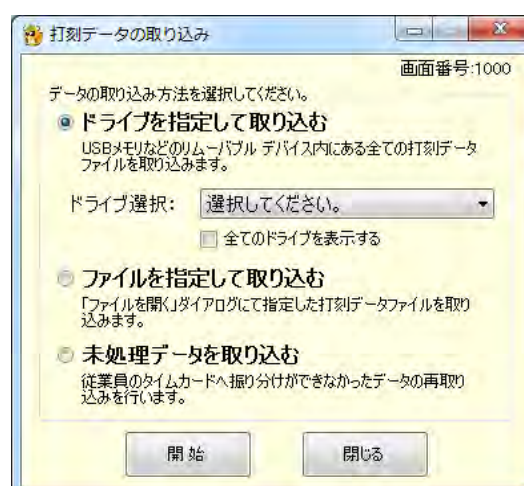 打刻データの取り込み
画面番号:1000
データの取り込み方法を選択してください。
ドライブを指定して取り込む
USBメモリなどのリムーバブル デバイス内にある全ての打刻データ
ファイルを取り込みます。
ドライブ選択: 選択してください。
全てのドライブを表示する
ファイルを指定して取り込む
「ファイルを開く」ダイアログにて指定した打刻データファイルを取り
込みます。
未処理データを取り込む
従業員のタイムカードへ振り分けができなかったデータの再取り
込みを行います。
開始 閉じる